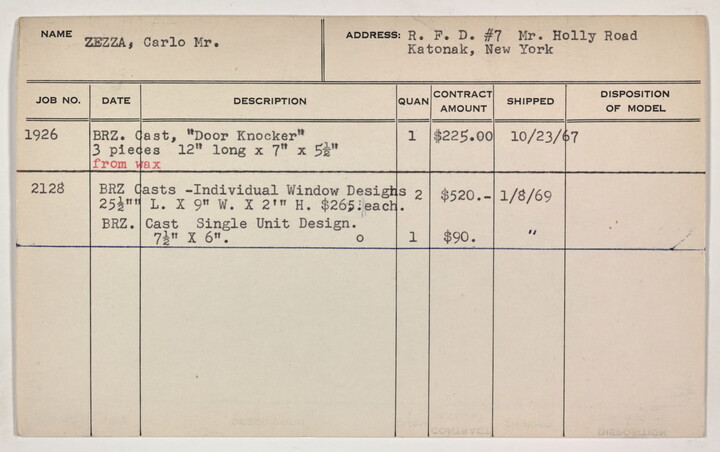 NAME ZEZZA, Carlo Mr. ADDRESS: R. F. D. #7 Mr. Holly Road
Katonak, New York
JOB NO. DATE DESCRIPTION QUAN CONTRACT AMOUNT SHIPPED DISPOSITION OF MODEL
1926 BRZ. Cast, "Door Knocker" 1 $225.00 10/23/67
3 pieces 12" long x 7" x 5½"
from wax
2128 BRZ Casts -Individual Window Designs 2 $520.- 1/8/69
25½"" L. X 9" W. X 2'" H. $265.each.
BRZ. Cast Single Unit Design.
7½" X 6". o 1 $90. "